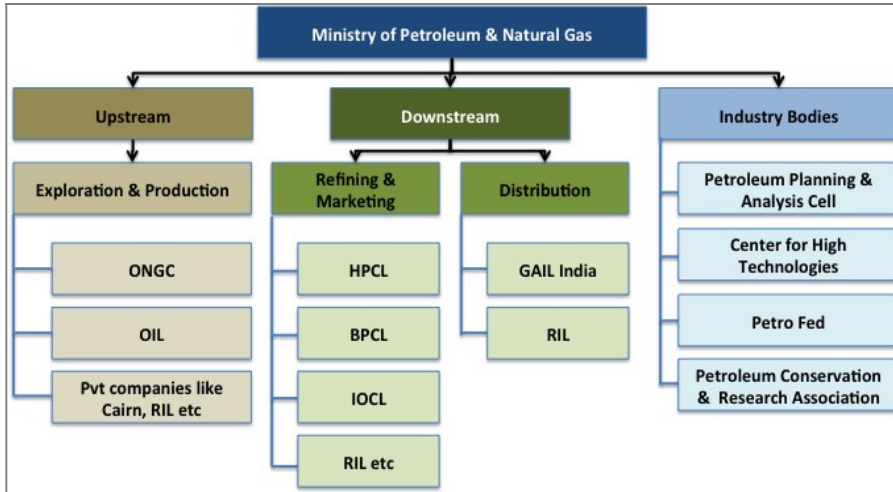 Ministry of Petroleum & Natural Gas
Upstream
Downstream
Industry Bodies
Exploration & Production
Refining &
Marketing
Distribution
Petroleum Planning &
Analysis Cell
ONGC
HPCL
GAIL India
Center for High
Technologies
OIL
BPCL
RIL
Petro Fed
Pvt companies like
Cairn, RIL etc
IOCL
Petroleum Conservation
& Research Association
RIL etc